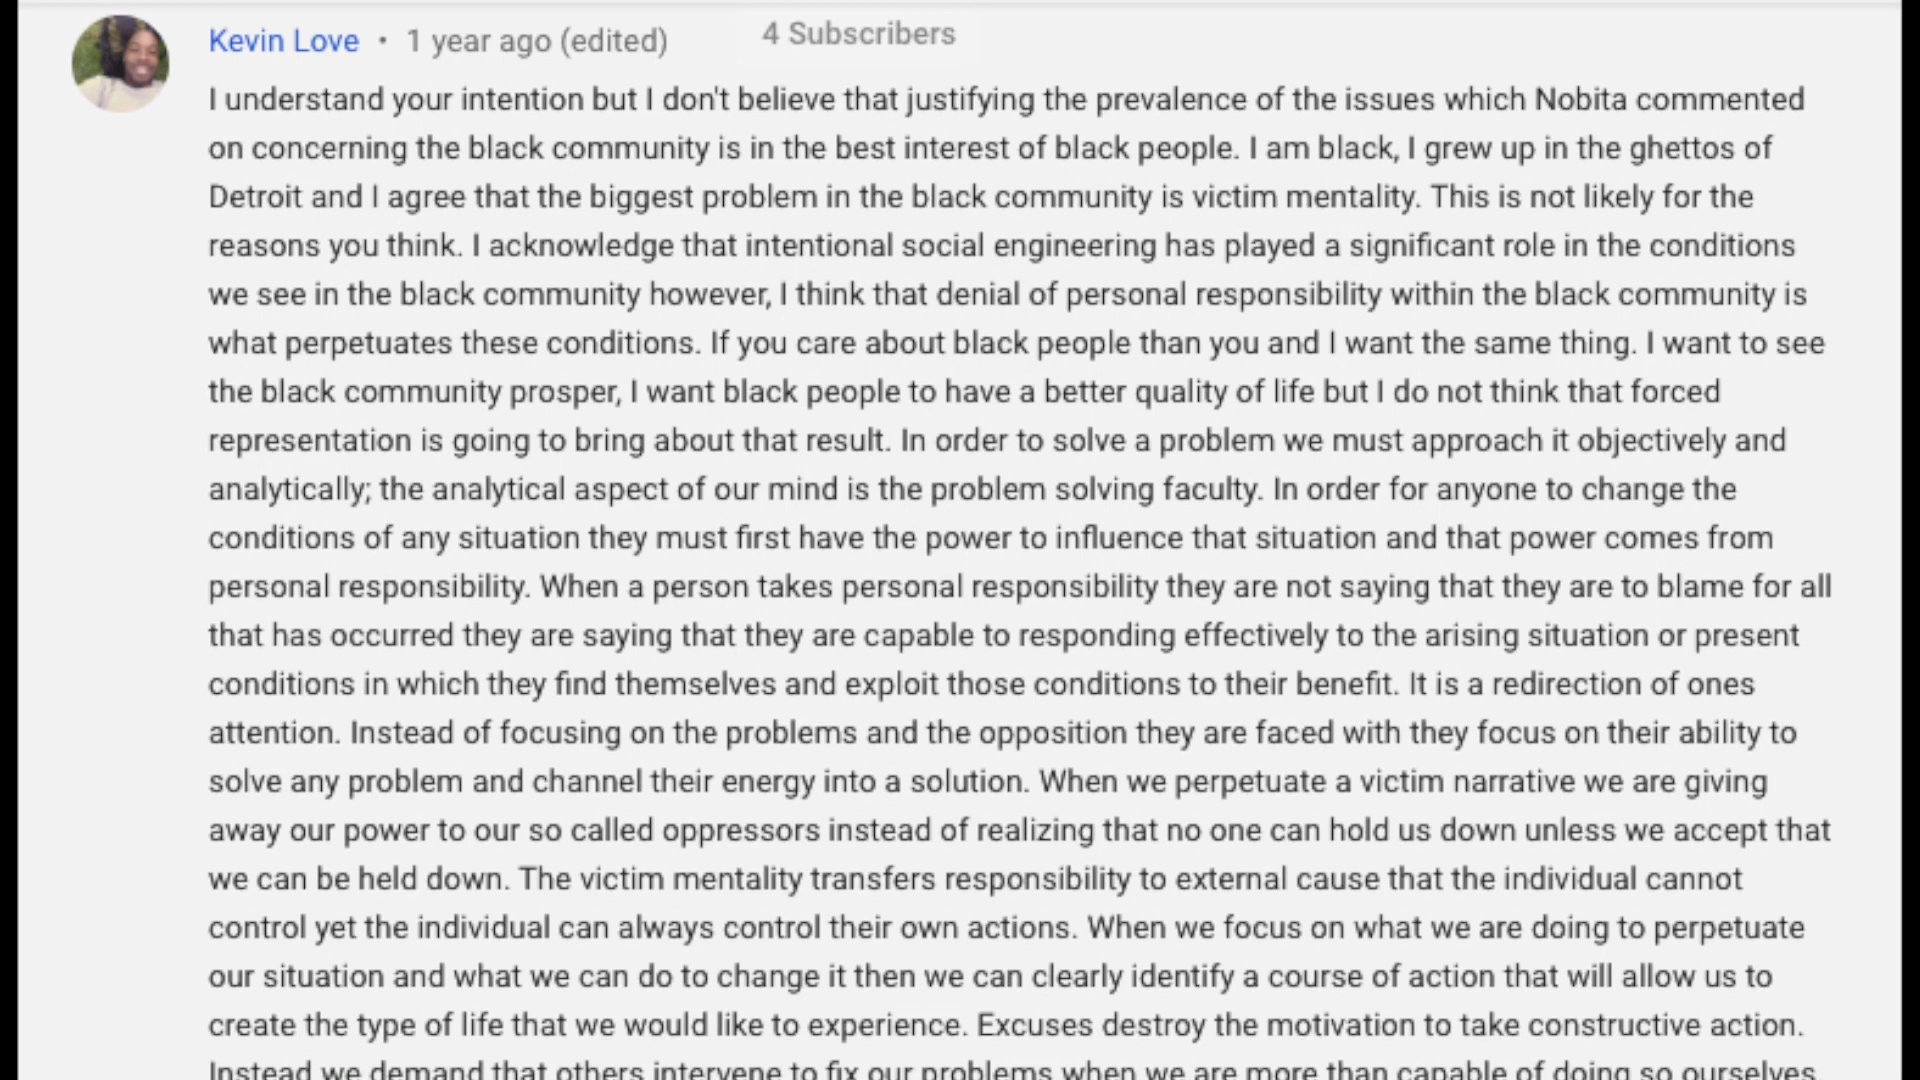 Kevin Love • 1 year ago (edited) 4 Subscribers
I understand your intention but I don't believe that justifying the prevalence of the issues which Nobita commented
on concerning the black community is in the best interest of black people. I am black, I grew up in the ghettos of
Detroit and I agree that the biggest problem in the black community is victim mentality. This is not likely for the
reasons you think. I acknowledge that intentional social engineering has played a significant role in the conditions
we see in the black community however, I think that denial of personal responsibility within the black community is
what perpetuates these conditions. If you care about black people than you and I want the same thing. I want to see
the black community prosper, I want black people to have a better quality of life but I do not think that forced
representation is going to bring about that result. In order to solve a problem we must approach it objectively and
analytically; the analytical aspect of our mind is the problem solving faculty. In order for anyone to change the
conditions of any situation they must first have the power to influence that situation and that power comes from
personal responsibility. When a person takes personal responsibility they are not saying that they are to blame for all
that has occurred they are saying that they are capable to responding effectively to the arising situation or present
conditions in which they find themselves and exploit those conditions to their benefit. It is a redirection of ones
attention. Instead of focusing on the problems and the opposition they are faced with they focus on their ability to
solve any problem and channel their energy into a solution. When we perpetuate a victim narrative we are giving
away our power to our so called oppressors instead of realizing that no one can hold us down unless we accept that
we can be held down. The victim mentality transfers responsibility to external cause that the individual cannot
control yet the individual can always control their own actions. When we focus on what we are doing to perpetuate
our situation and what we can do to change it then we can clearly identify a course of action that will allow us to
create the type of life that we would like to experience. Excuses destroy the motivation to take constructive action.
Instead we demand that others intervene to fix our problems when we are more than capable of doing so ourselves